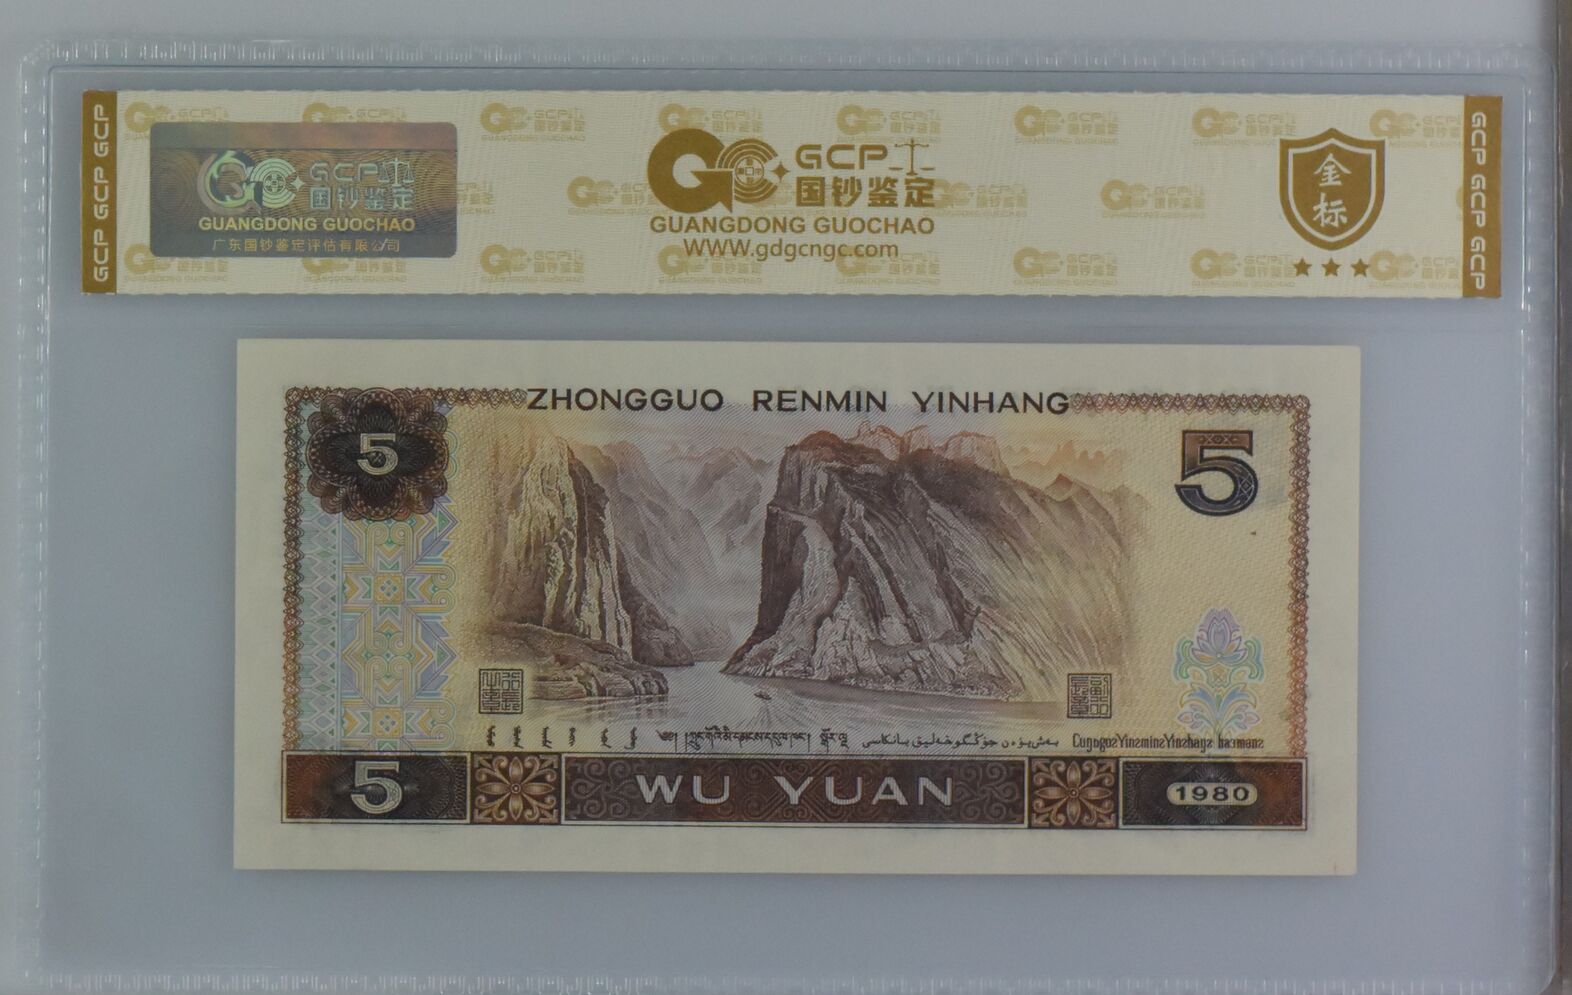 GCP GCP GCP
GCP
国钞鉴定
GUANGDONG GUOCHAO
广东国钞鉴定评估有限公司
GCP
国钞鉴定
GUANGDONG GUOCHAO
WWW.gdgcngc.com
金
标
GCP GCP GCP
ZHONGGUO RENMIN YINHANG
5
5
5
WU YUAN
1980